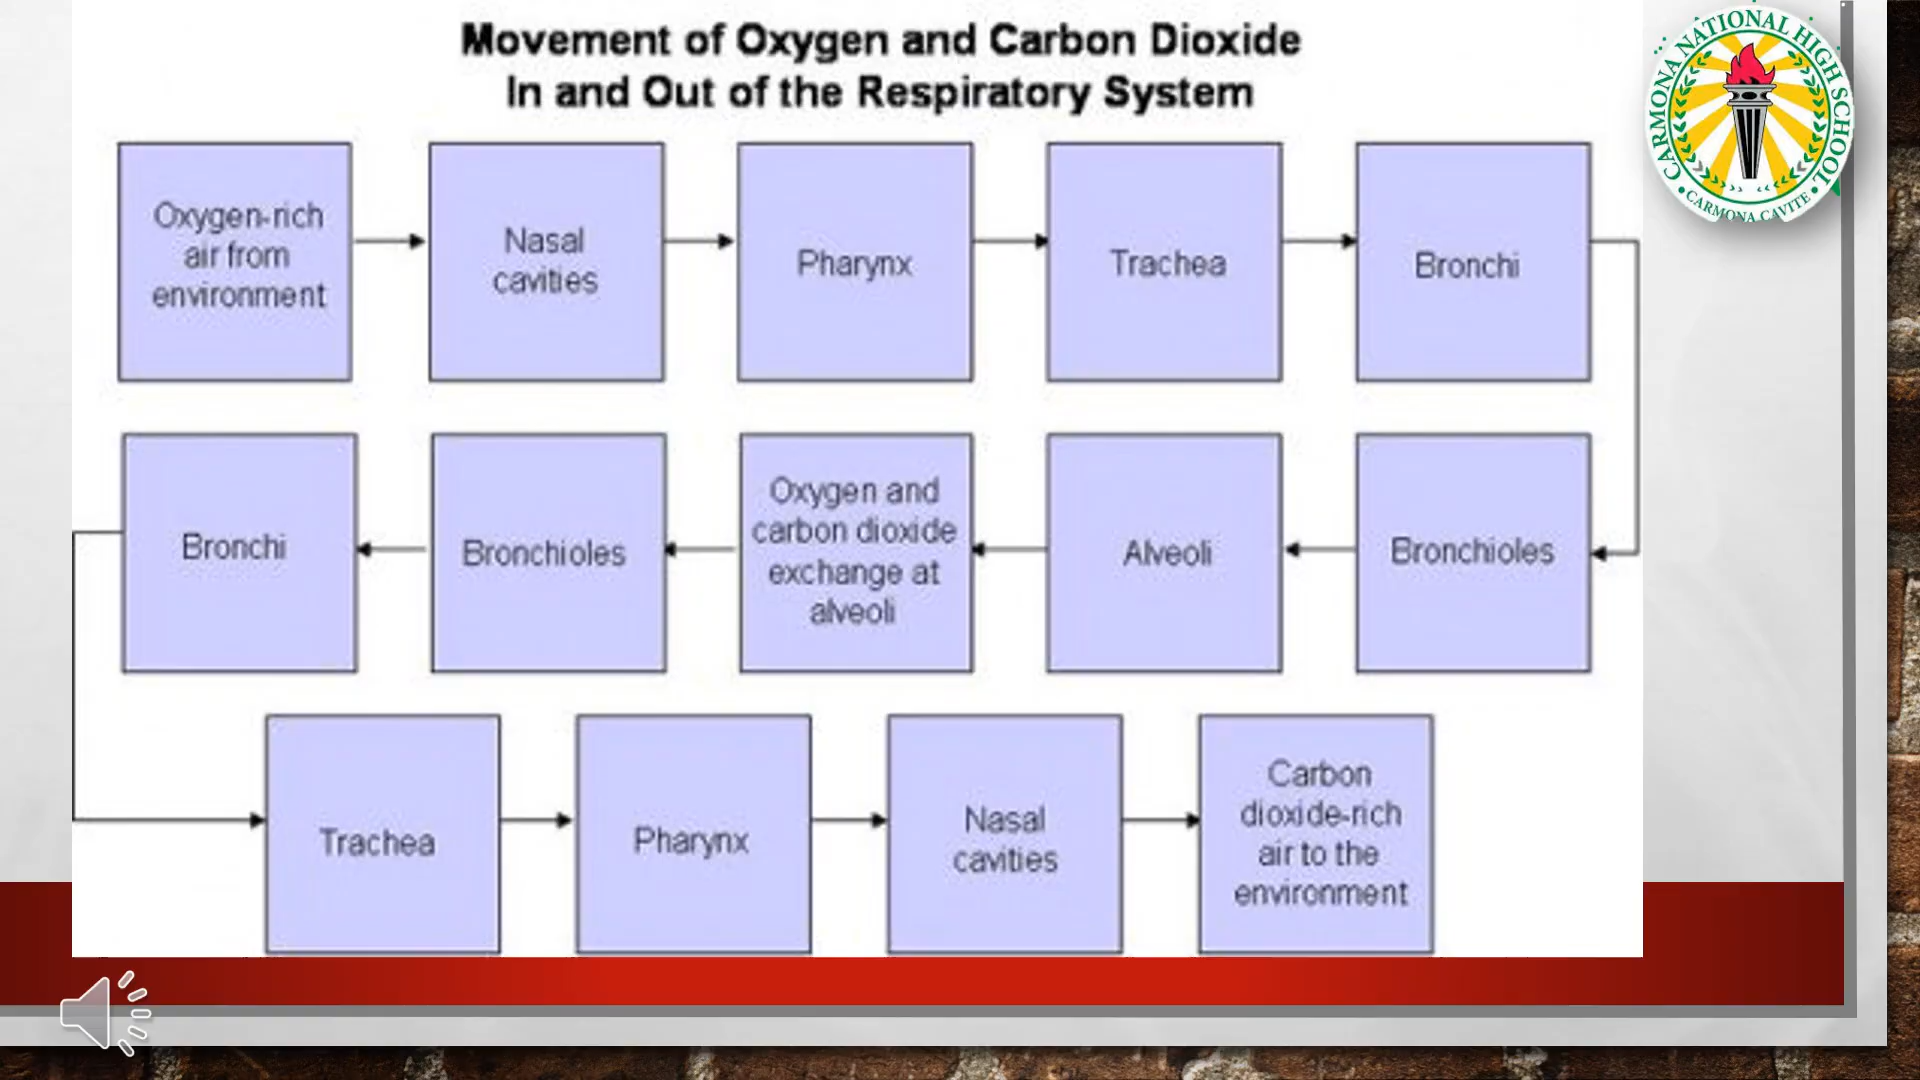 Movement of Oxygen and Carbon Dioxide
In and Out of the Respiratory System
CARMONA NATIONAL HIGH SCHOOL
• CARMONA, CAVITE •
Oxygen-rich
air from
environment
Nasal
cavities
Pharynx
Trachea
Bronchi
Bronchi
Bronchioles
Oxygen and
carbon dioxide
exchange at
alveoli
Alveoli
Bronchioles
Trachea
Pharynx
Nasal
cavities
Carbon
dioxide-rich
air to the
environment